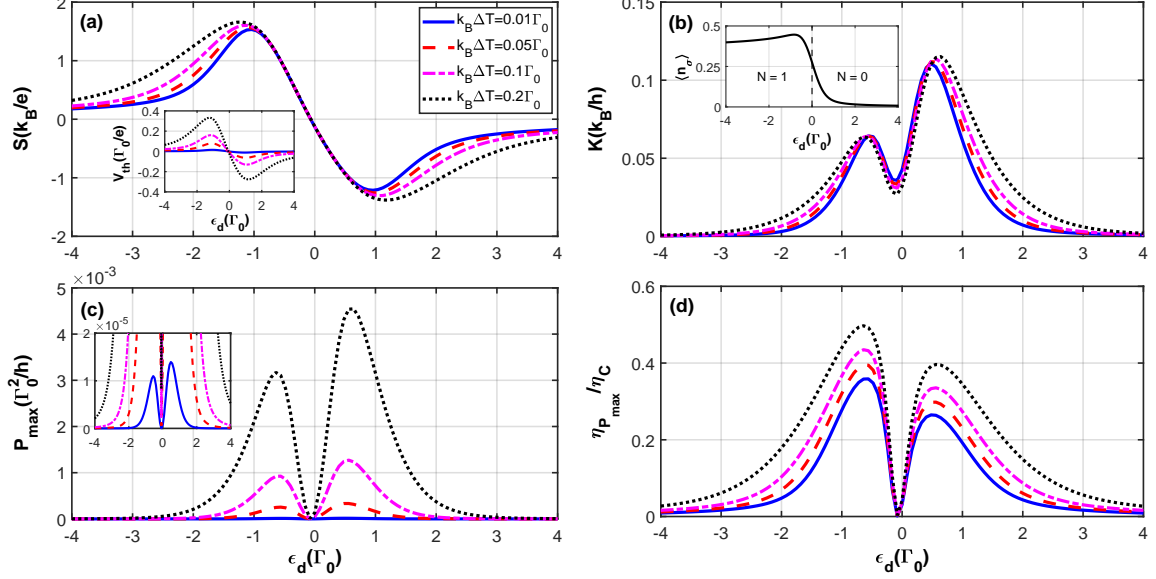 (a)
k_BΔT=0.01Γ_0
k_BΔT=0.05Γ_0
k_BΔT=0.1Γ_0
k_BΔT=0.2Γ_0
S(k_B/e)
2
1
0
-1
-2
-4 -3 -2 -1 0 1 2 3 4
V_th(Γ_0/e)
0.4
0.2
0
-0.2
-0.4
-4 -2 0 2 4
ϵ_d(Γ_0)
(b)
K(k_B/h)
0.15
0.1
0.05
0
-4 -3 -2 -1 0 1 2 3 4
⟨n_σ⟩
0.5
0.25
0
N = 1
N = 0
-4 -2 0 2 4
ϵ_d(Γ_0)
(c)
×10^-3
P_max(Γ_0^2/h)
5
4
3
2
1
0
-4 -3 -2 -1 0 1 2 3 4
ϵ_d(Γ_0)
×10^-5
2
1
0
-4 -2 0 2 4
(d)
η_P_max/η_C
0.6
0.4
0.2
0
-4 -3 -2 -1 0 1 2 3 4
ϵ_d(Γ_0)